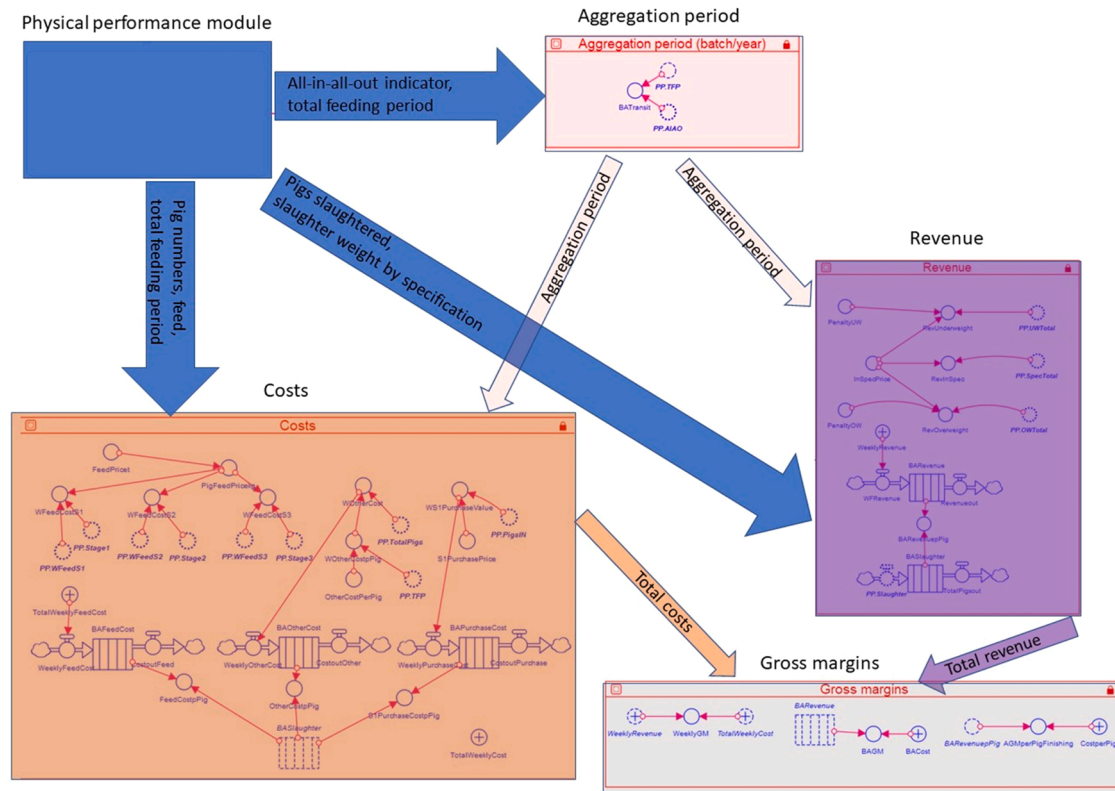 Physical performance module
Aggregation period
Aggregation period (batch/year)
PP.TFP
BATransit
PP.AIAO
All-in-all-out indicator,
total feeding period
Pig numbers, feed,
total feeding period
Pigs slaughtered,
slaughter weight by specification
Aggregation period
Aggregation period
Revenue
Revenue
PenaltyUW
RevUnderweight
PP.UWTotal
InSpecPrice
RevInSpec
PP.SpecTotal
PenaltyOW
RevOverweight
PP.OWTotal
WeeklyRevenue
BARevenue
WFRevenue
Revenueout
BARevenuepPig
BASlaughter
PP.Slaughter
TotalPigsout
Costs
Costs
FeedPricet
PigFeedPricekg
WFeedCostS1
WFeedCostS2
WFeedCostS3
PP.Stage1
PP.WFeedS1
PP.WFeedS2
PP.Stage2
PP.WFeedS3
PP.Stage3
WOtherCost
PP.TotalPigs
WOtherCostpPig
OtherCostPerPig
PP.TFP
WS1PurchaseValue
PP.PigsIN
S1PurchasePrice
TotalWeeklyFeedCost
BAFeedCost
WeeklyFeedCost
CostoutFeed
BAOtherCost
WeeklyOtherCost
CostoutOther
BAPurchaseCost
WeeklyPurchaseCost
CostoutPurchase
FeedCostpPig
OtherCostpPig
S1PurchaseCostpPig
BASlaughter
TotalWeeklyCost
Total costs
Total revenue
Gross margins
Gross margins
WeeklyRevenue
WeeklyGM
TotalWeeklyCost
BARevenue
BAGM
BACost
BARevenuepPig
AGMperPigFinishing
CostperPig